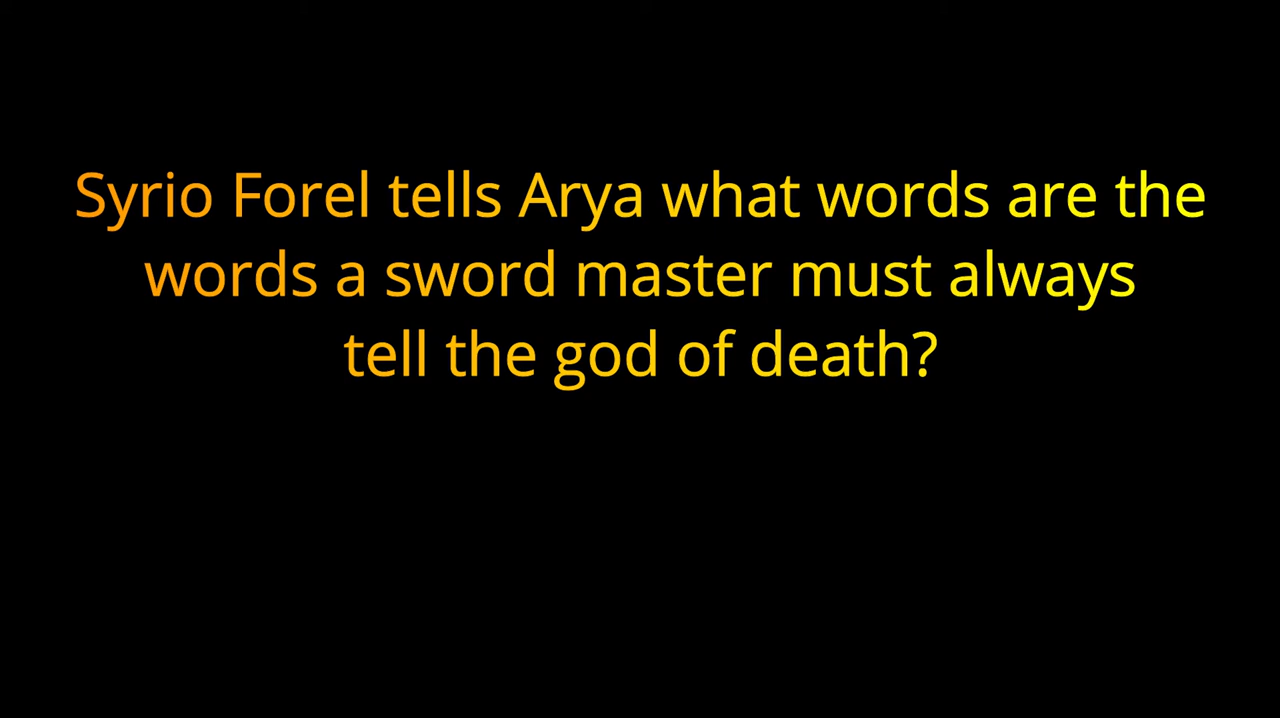 Syrio Forel tells Arya what words are the
words a sword master must always
tell the god of death?